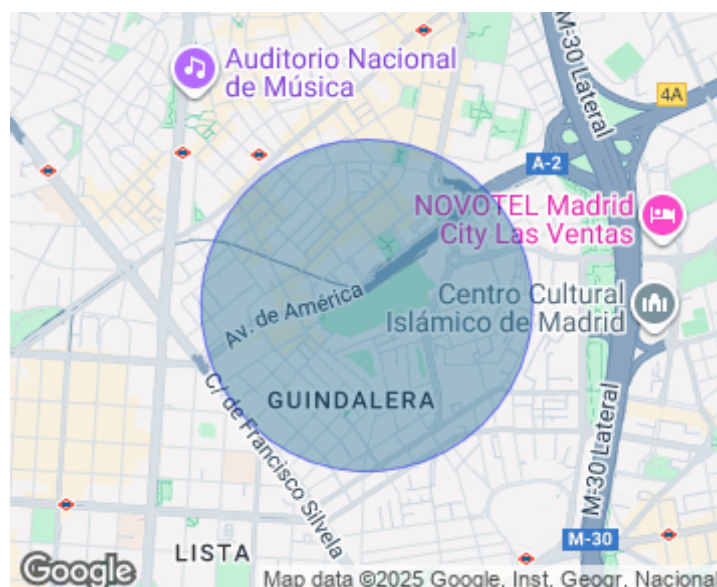 Auditorio Nacional
de Música
M-30 Lateral
4A
A-2
NOVOTEL Madrid
City Las Ventas
Centro Cultural
Islámico de Madrid
Av. de América
GUINDALERA
C/ de Francisco Silvela
M-30 Lateral
M-30
LISTA
Google
Map data ©2025 Google, Inst. Geogr. Nacional